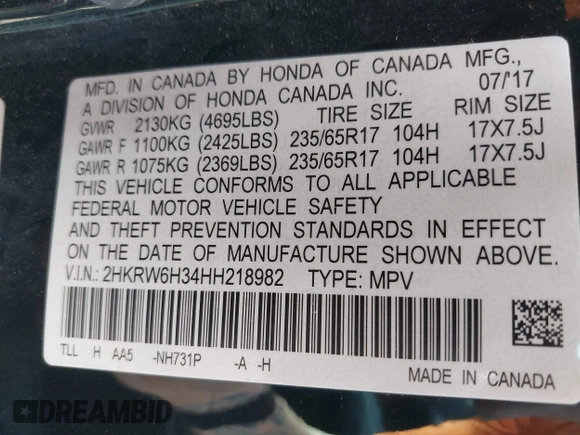 MFD. IN CANADA BY HONDA OF CANADA MFG.,
A DIVISION OF HONDA CANADA INC. 07/'17
GVWR 2130KG (4695LBS) TIRE SIZE RIM SIZE
GAWR F 1100KG (2425LBS) 235/65R17 104H 17X7.5J
GAWR R 1075KG (2369LBS) 235/65R17 104H 17X7.5J
THIS VEHICLE CONFORMS TO ALL APPLICABLE
FEDERAL MOTOR VEHICLE SAFETY
AND THEFT PREVENTION STANDARDS IN EFFECT
ON THE DATE OF MANUFACTURE SHOWN ABOVE.
V.I.N.: 2HKRW6H34HH218982 TYPE: MPV
TLL H AA5 -NH731P -A -H
MADE IN CANADA
DREAMBID